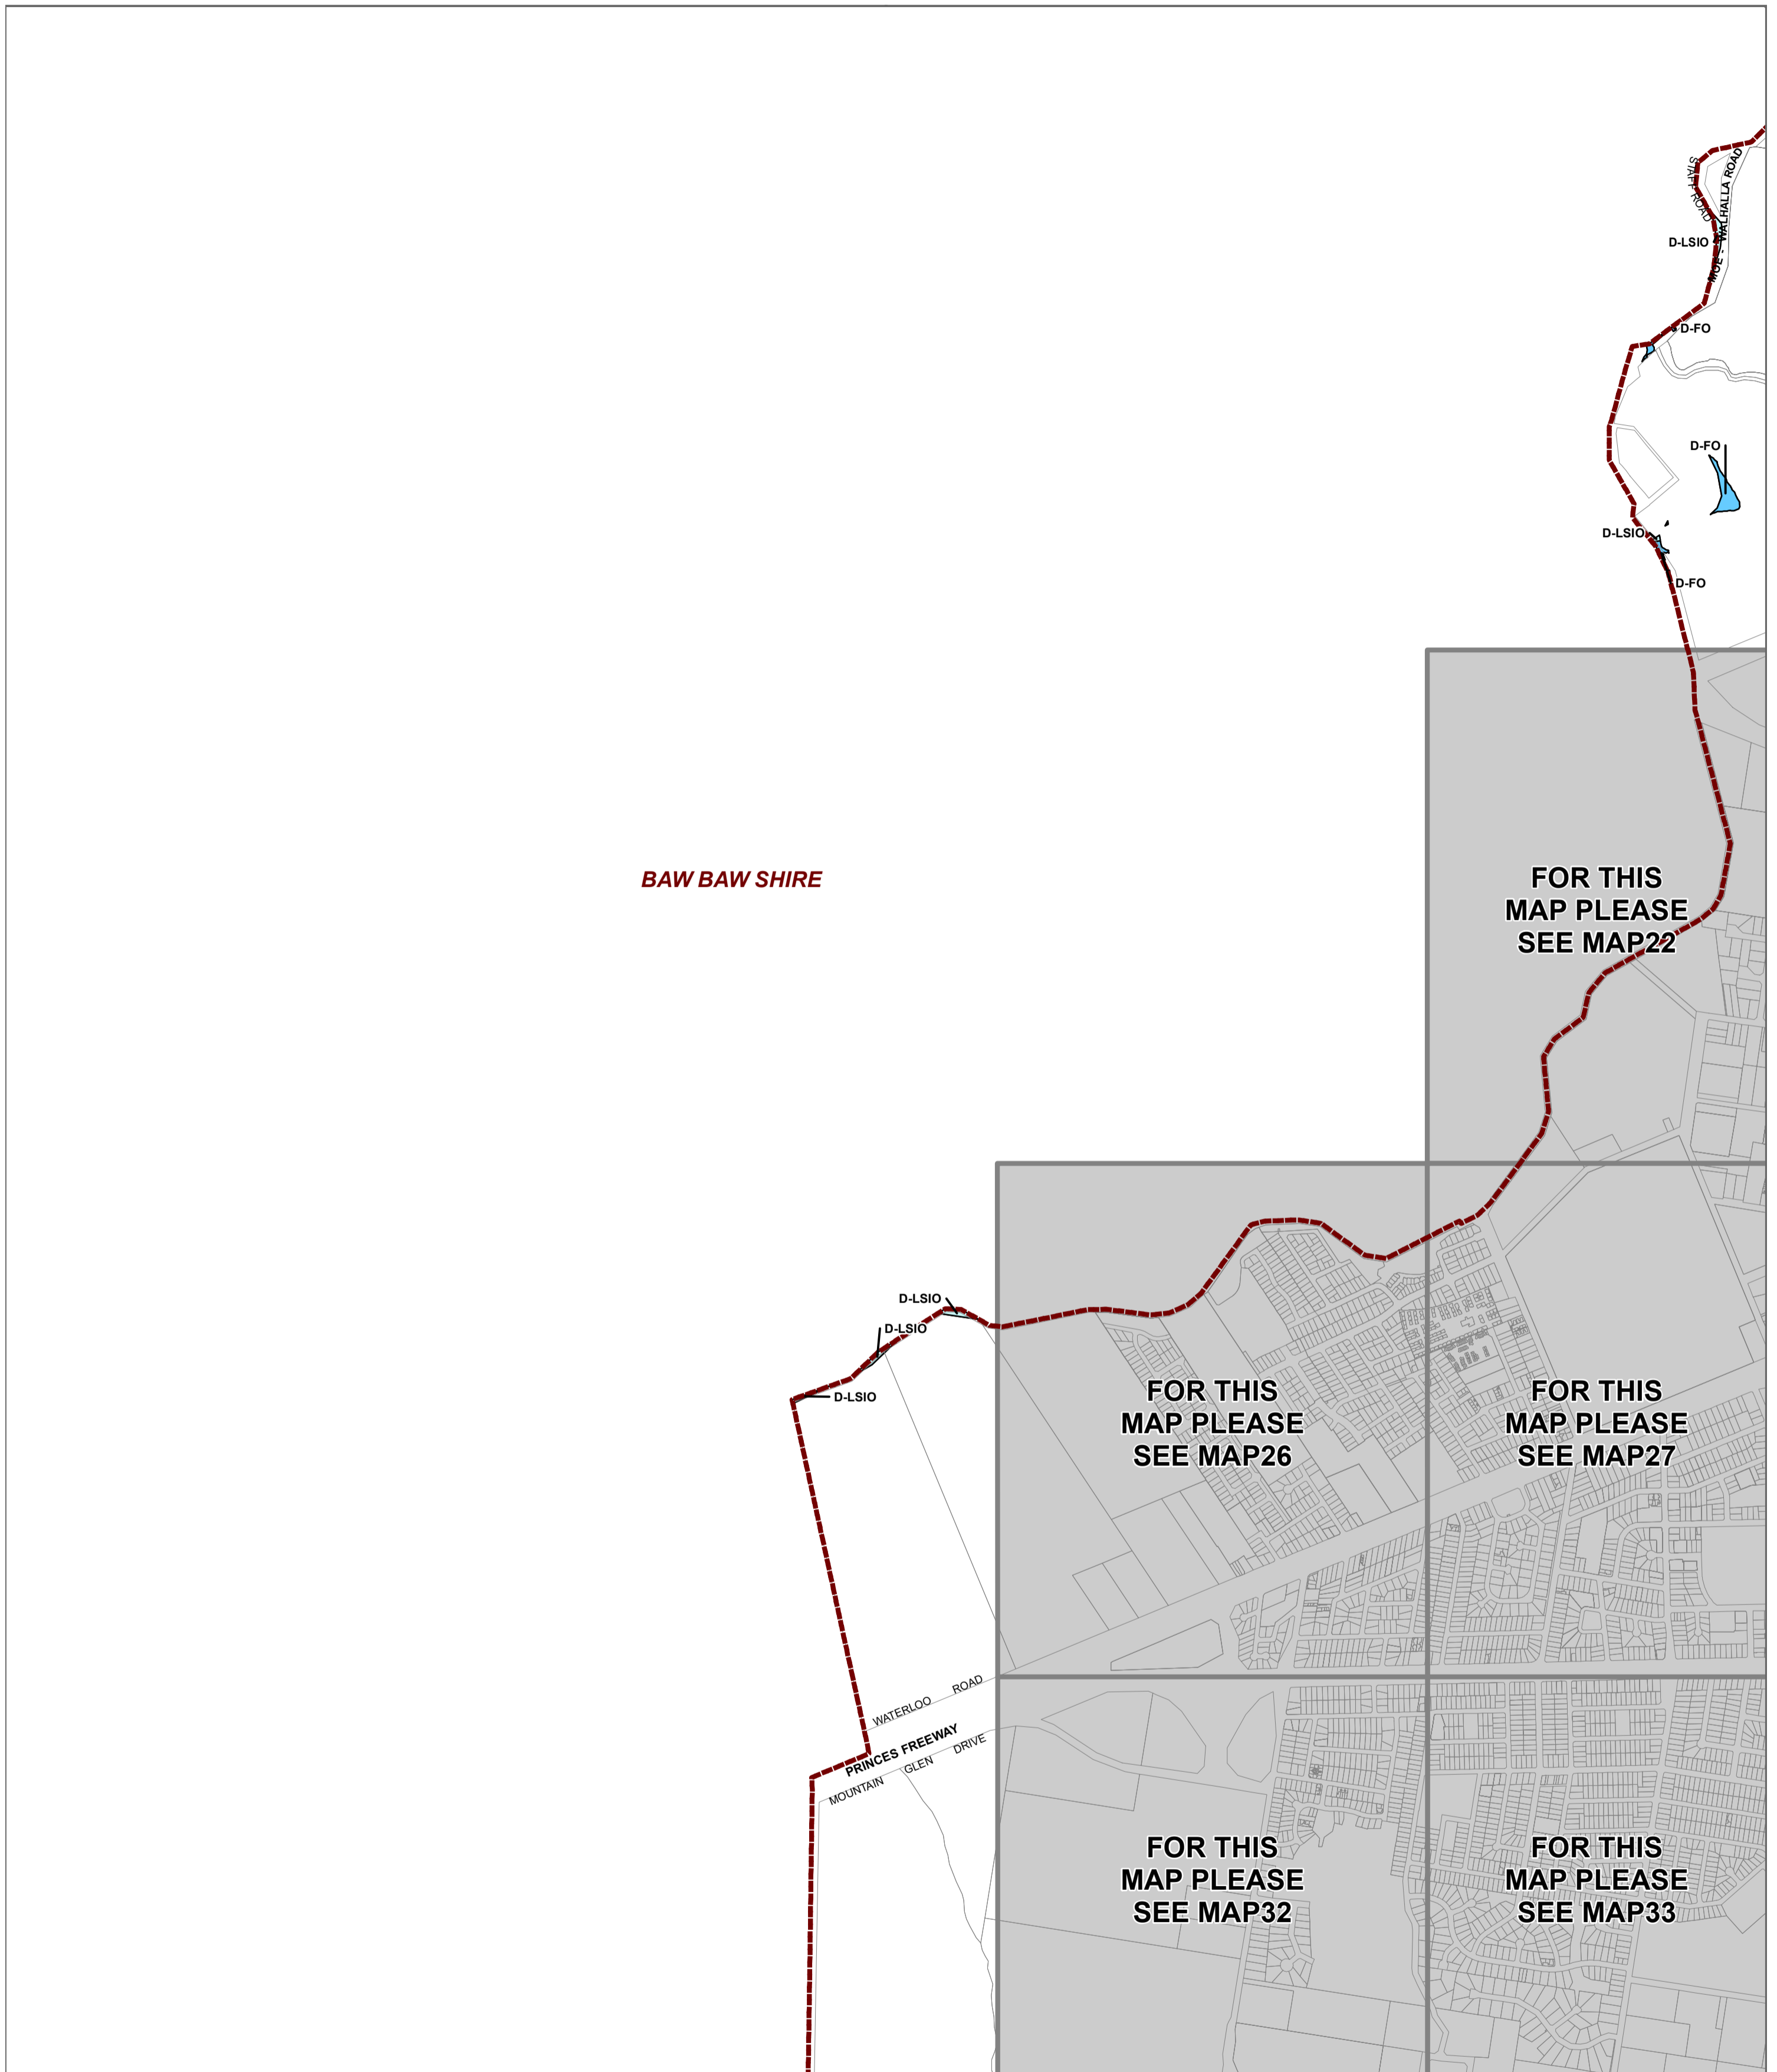 STAFF ROAD
MOE - WALHALLA ROAD
D-LSIO
D-FO
D-FO
D-LSIO
D-FO
BAW BAW SHIRE
FOR THIS
MAP PLEASE
SEE MAP22
D-LSIO
D-LSIO
D-LSIO
FOR THIS
MAP PLEASE
SEE MAP26
FOR THIS
MAP PLEASE
SEE MAP27
WATERLOO ROAD
PRINCES FREEWAY
MOUNTAIN GLEN DRIVE
FOR THIS
MAP PLEASE
SEE MAP32
FOR THIS
MAP PLEASE
SEE MAP33